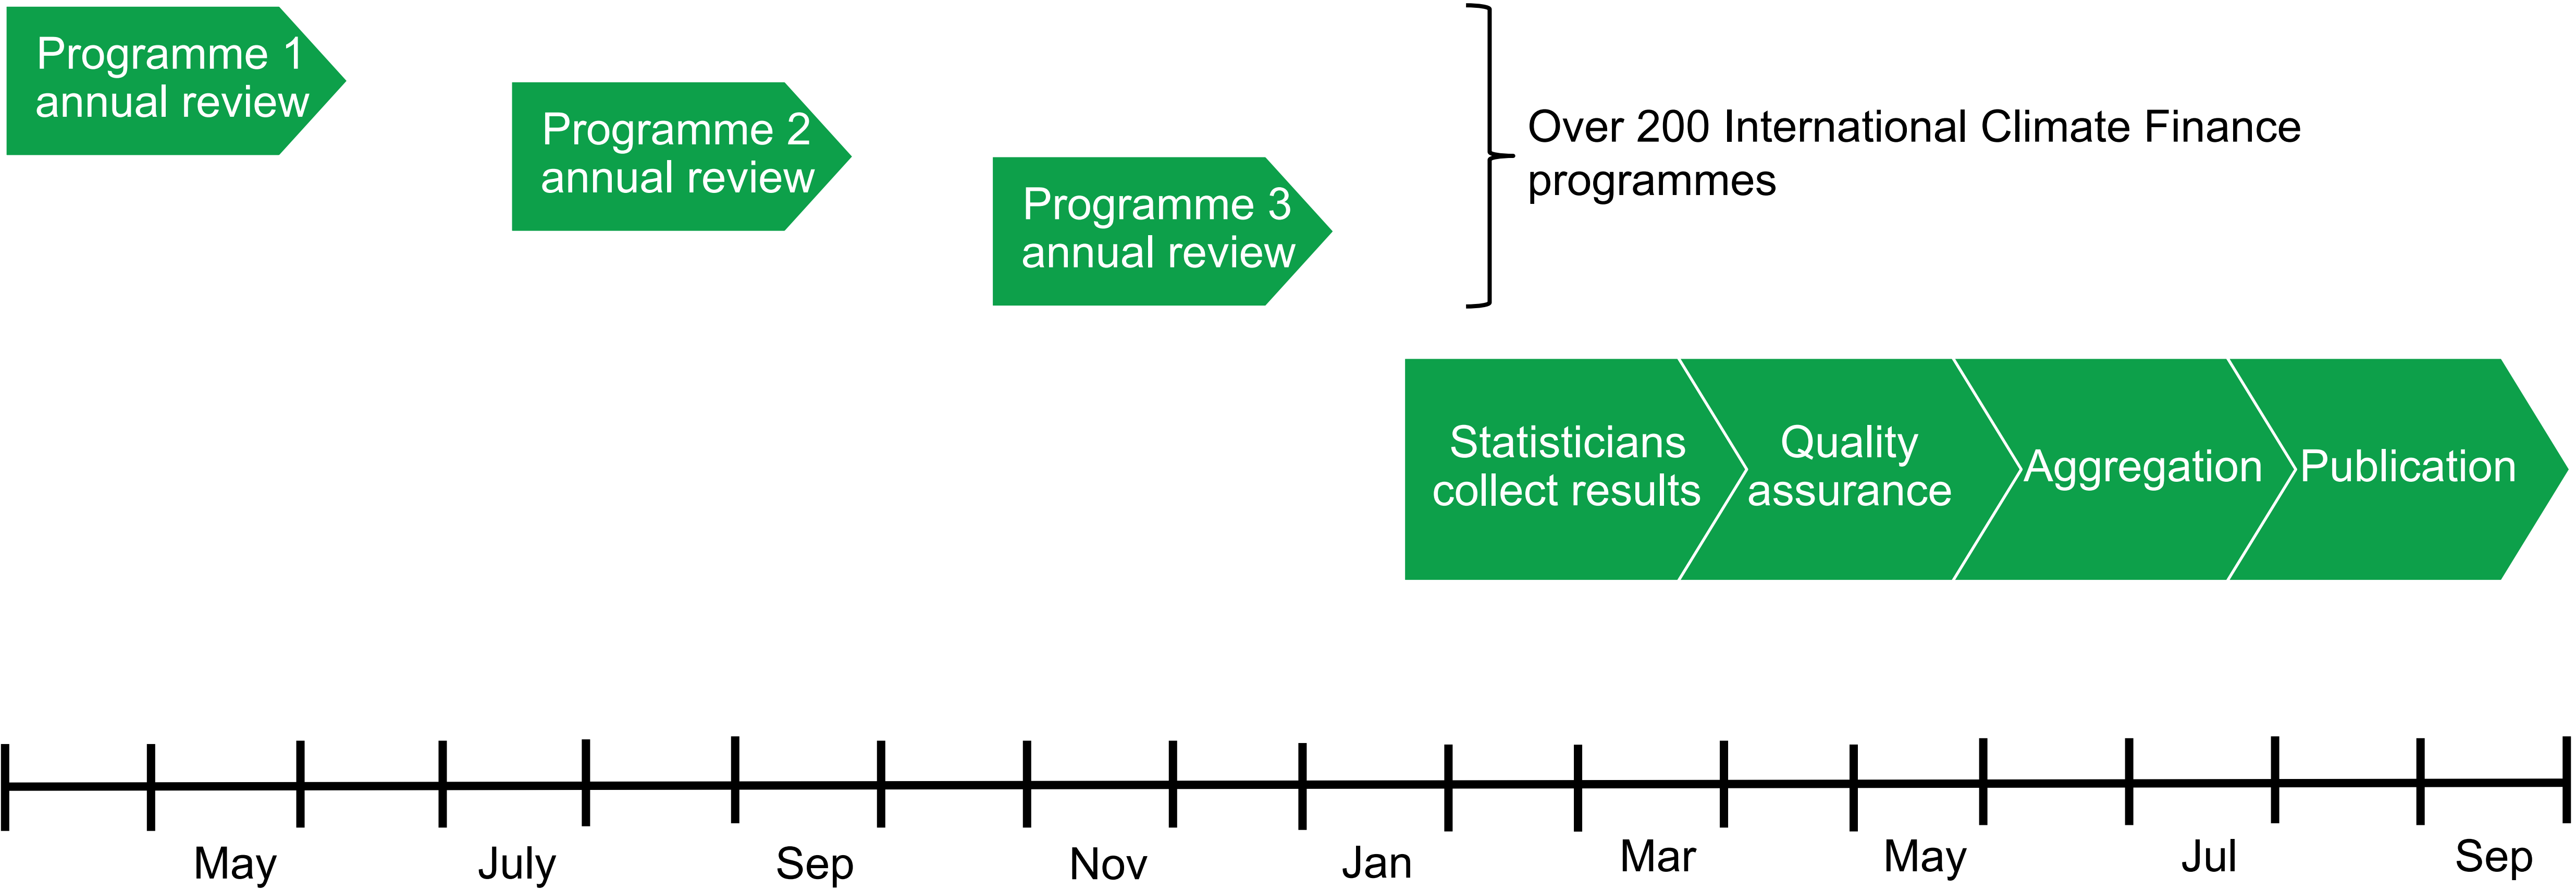 Programme 1
annual review
Programme 2
annual review
Programme 3
annual review
Over 200 International Climate Finance
programmes
Statisticians
collect results
Quality
assurance
Aggregation
Publication
May
July
Sep
Nov
Jan
Mar
May
Jul
Sep